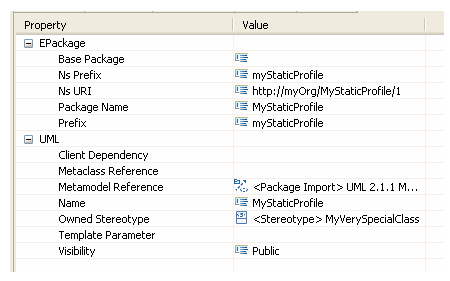 Property Value
EPackage
Base Package
Ns Prefix myStaticProfile
Ns URI http://myOrg/MyStaticProfile/1
Package Name MyStaticProfile
Prefix myStaticProfile
UML
Client Dependency
Metaclass Reference
Metamodel Reference <Package Import> UML 2.1.1 M...
Name MyStaticProfile
Owned Stereotype <Stereotype> MyVerySpecialClass
Template Parameter
Visibility Public